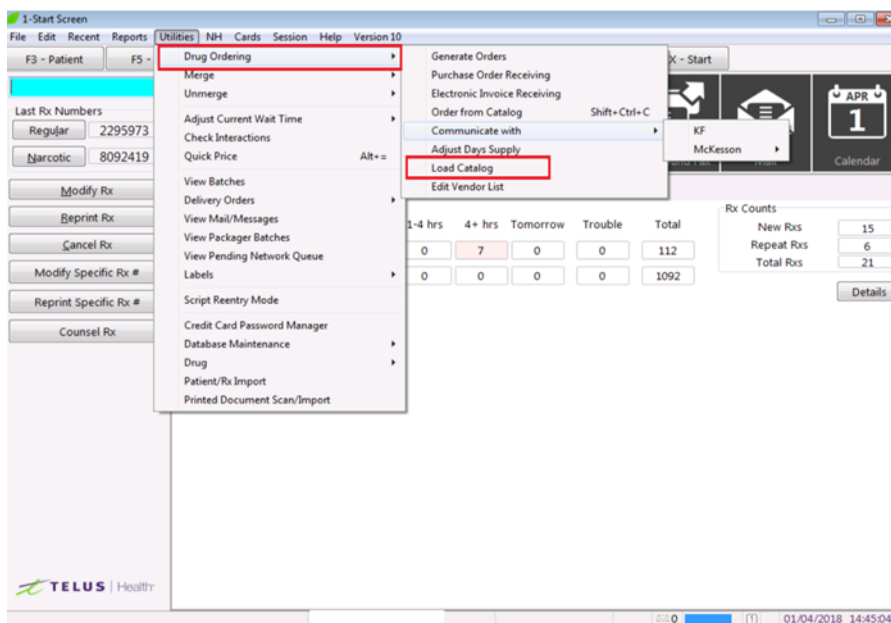 1-Start Screen
File Edit Recent Reports Utilities NH Cards Session Help Version 10
F3 - Patient F5 - X - Start
Last Rx Numbers
Regular 2295973
Narcotic 8092419
Modify Rx
Reprint Rx
Cancel Rx
Modify Specific Rx #
Reprint Specific Rx #
Counsel Rx
Drug Ordering
Merge
Unmerge
Adjust Current Wait Time
Check Interactions
Quick Price Alt+=
View Batches
Delivery Orders
View Mail/Messages
View Packager Batches
View Pending Network Queue
Labels
Script Reentry Mode
Credit Card Password Manager
Database Maintenance
Drug
Patient/Rx Import
Printed Document Scan/Import
Generate Orders
Purchase Order Receiving
Electronic Invoice Receiving
Order from Catalog Shift+Ctrl+C
Communicate with
Adjust Days Supply
Load Catalog
Edit Vendor List
KF
McKesson
APR
1
Calendar
1-4 hrs 4+ hrs Tomorrow Trouble Total
0 7 0 0 112
0 0 0 0 1092
Rx Counts
New Rxs 15
Repeat Rxs 6
Total Rxs 21
Details
TELUS Health
0 1 01/04/2018 14:45:04